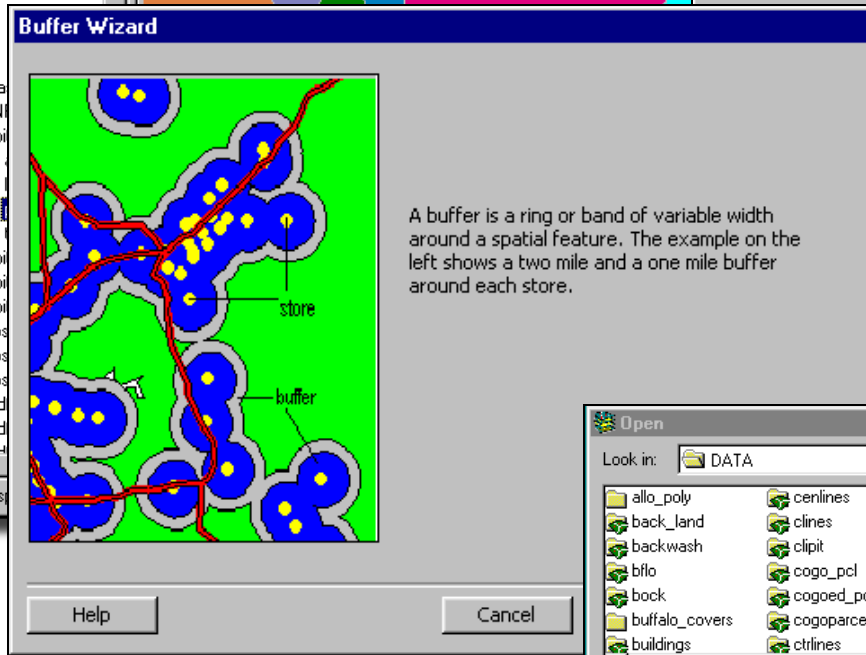 Buffer Wizard
A buffer is a ring or band of variable width
around a spatial feature. The example on the
left shows a two mile and a one mile buffer
around each store.
store
buffer
Help
Cancel
Open
Look in:
DATA
allo_poly
back_land
backwash
bflo
bock
buffalo_covers
buildings
cenlines
clines
clipit
cogo_pcl
cogoed_po
cogoparce
ctrlines